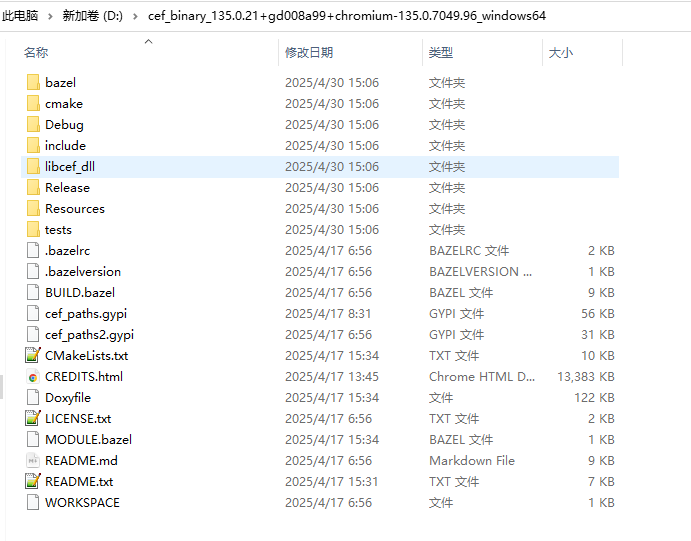 此电脑 > 新加卷 (D:) > cef_binary_135.0.21+gd008a99+chromium-135.0.7049.96_windows64
名称 修改日期 类型 大小
bazel 2025/4/30 15:06 文件夹
cmake 2025/4/30 15:06 文件夹
Debug 2025/4/30 15:06 文件夹
include 2025/4/30 15:06 文件夹
libcef_dll 2025/4/30 15:06 文件夹
Release 2025/4/30 15:06 文件夹
Resources 2025/4/30 15:06 文件夹
tests 2025/4/30 15:06 文件夹
.bazelrc 2025/4/17 6:56 BAZELRC 文件 2 KB
.bazelversion 2025/4/17 6:56 BAZELVERSION ... 1 KB
BUILD.bazel 2025/4/17 6:56 BAZEL 文件 9 KB
cef_paths.gypi 2025/4/17 8:31 GYPI 文件 56 KB
cef_paths2.gypi 2025/4/17 6:56 GYPI 文件 31 KB
CMakeLists.txt 2025/4/17 15:34 TXT 文件 10 KB
CREDITS.html 2025/4/17 13:45 Chrome HTML D... 13,383 KB
Doxyfile 2025/4/17 15:34 文件 122 KB
LICENSE.txt 2025/4/17 6:56 TXT 文件 2 KB
MODULE.bazel 2025/4/17 15:34 BAZEL 文件 1 KB
README.md 2025/4/17 6:56 Markdown File 9 KB
README.txt 2025/4/17 15:31 TXT 文件 7 KB
WORKSPACE 2025/4/17 6:56 文件 1 KB